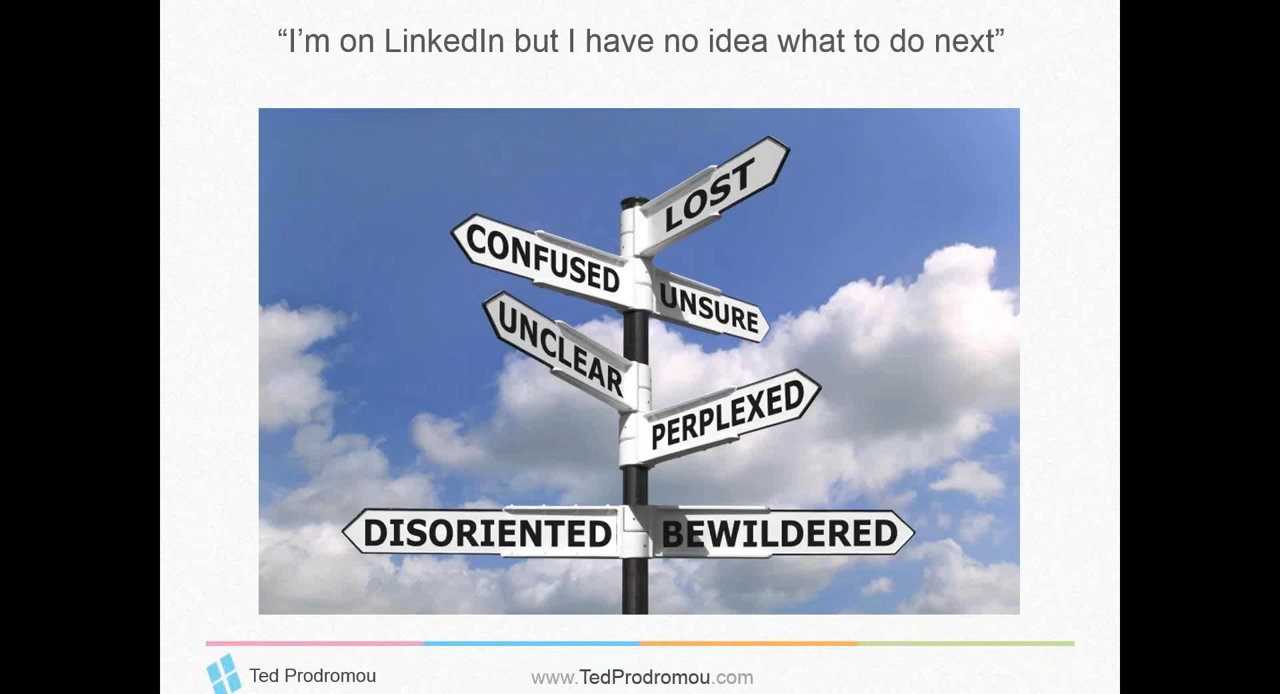 “I’m on LinkedIn but I have no idea what to do next”
LOST
CONFUSED
UNSURE
UNCLEAR
PERPLEXED
DISORIENTED
BEWILDERED
Ted Prodromou
www.TedProdromou.com